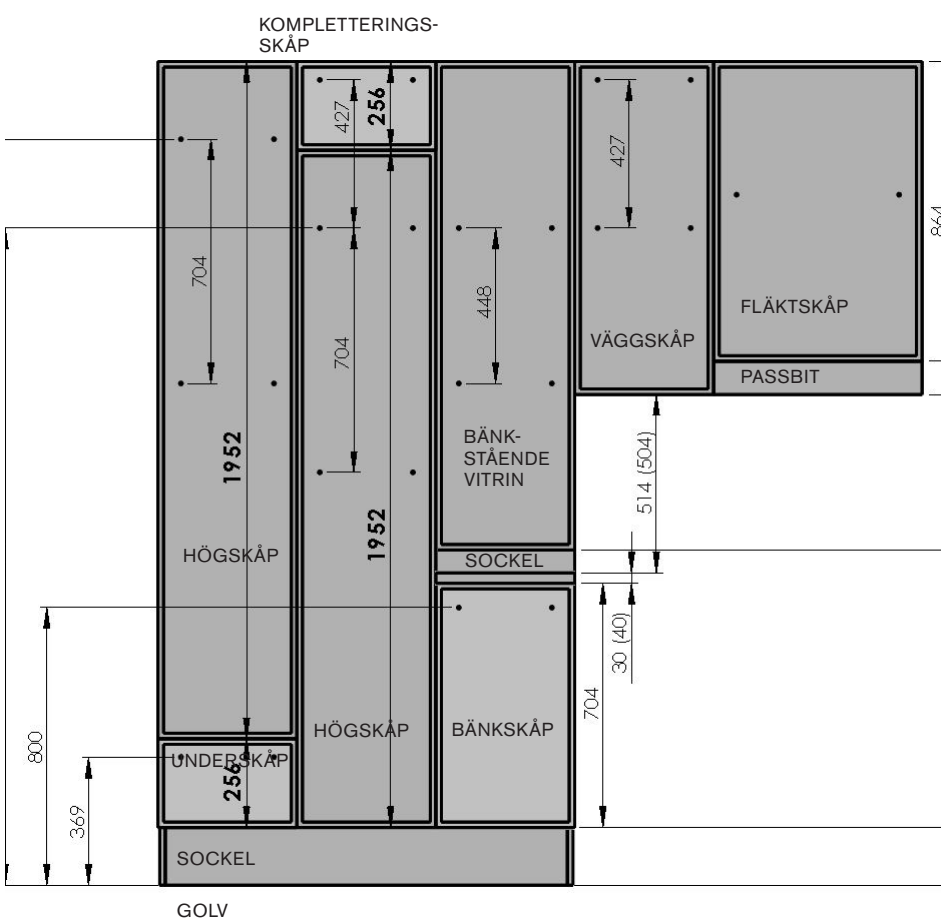 KOMPLETTERINGS-
SKÅP
427
256
427
864
704
448
704
FLÄKTSKÅP
VÄGGSKÅP
PASSBIT
BÄNK-
STÅENDE
VITRIN
1952
514 (504)
1952
HÖGSKÅP
SOCKEL
30 (40)
704
HÖGSKÅP
BÄNKSKÅP
800
UNDERSKÅP
256
369
SOCKEL
GOLV